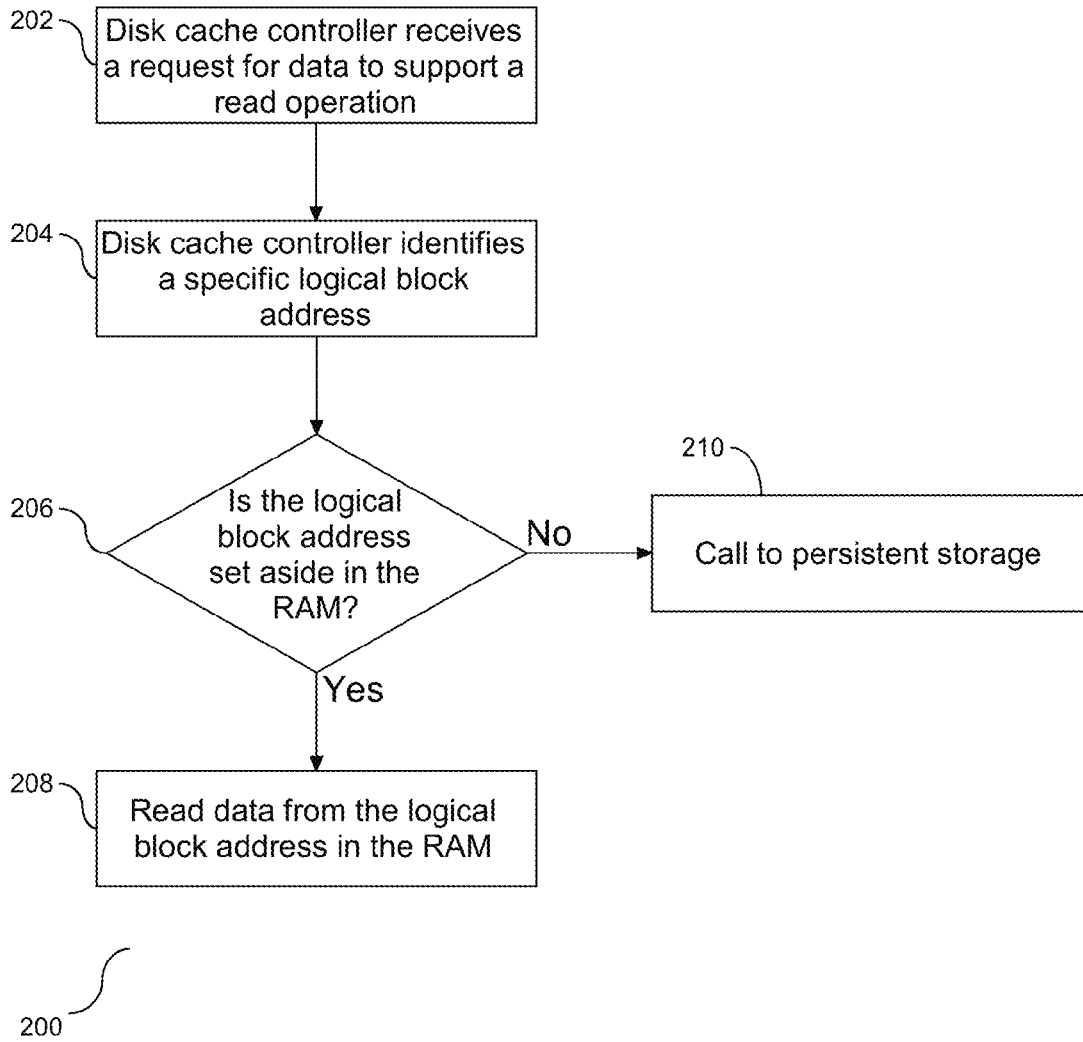 202
Disk cache controller receives
a request for data to support a
read operation
204
Disk cache controller identifies
a specific logical block
address
206
Is the logical
block address
set aside in the
RAM?
No
210
Call to persistent storage
Yes
208
Read data from the logical
block address in the RAM
200